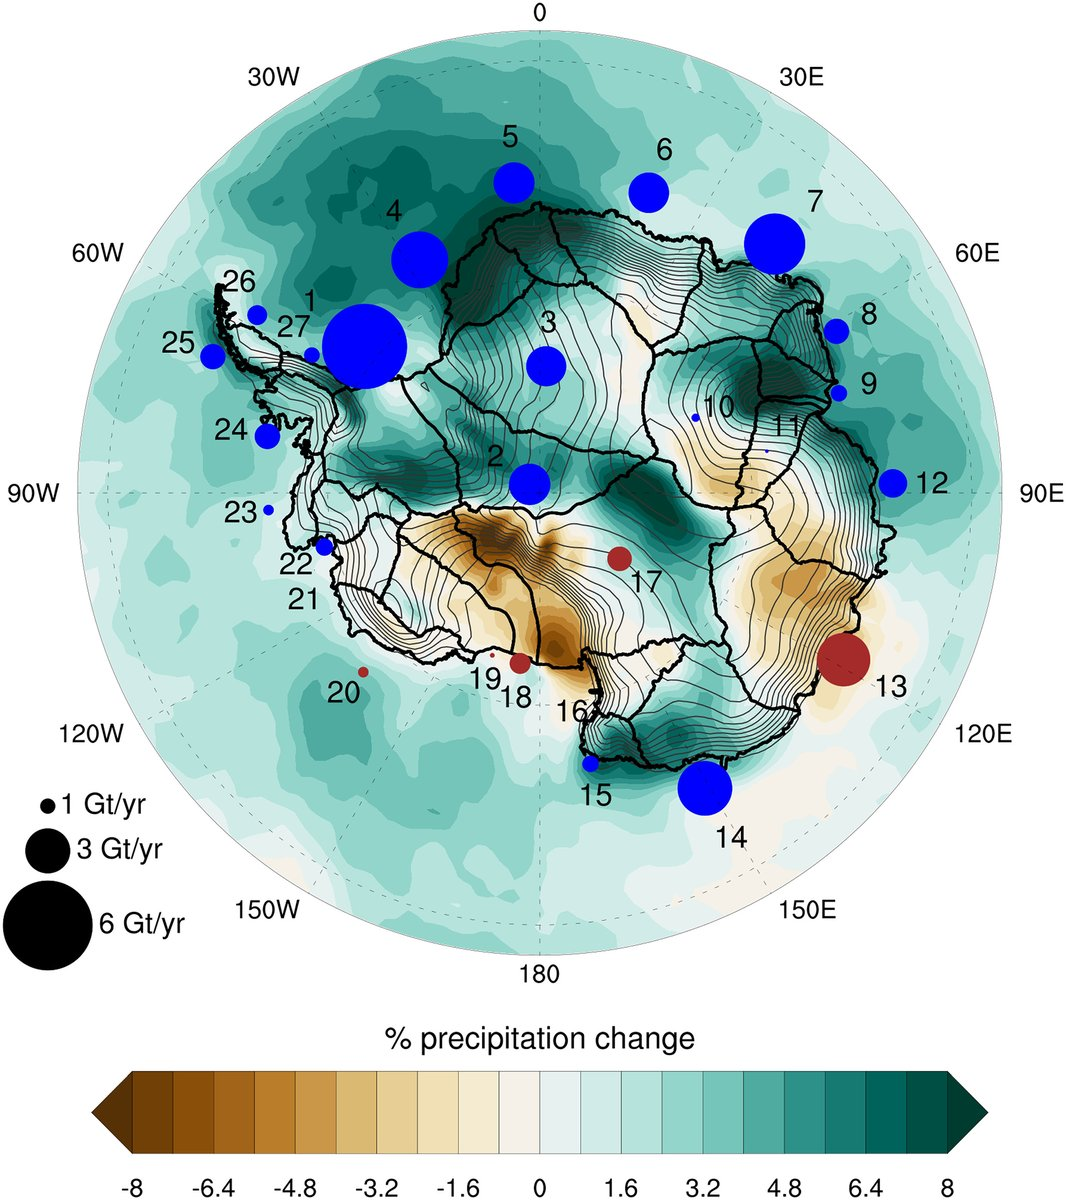 0
30W
30E
5
6
4
7
60W
60E
26
1
8
25
27
3
9
10
24
11
2
12
90W
90E
23
22
17
21
13
20
19
18
16
120W
120E
15
1 Gt/yr
14
3 Gt/yr
150W
150E
6 Gt/yr
180
% precipitation change
-8 -6.4 -4.8 -3.2 -1.6 0 1.6 3.2 4.8 6.4 8